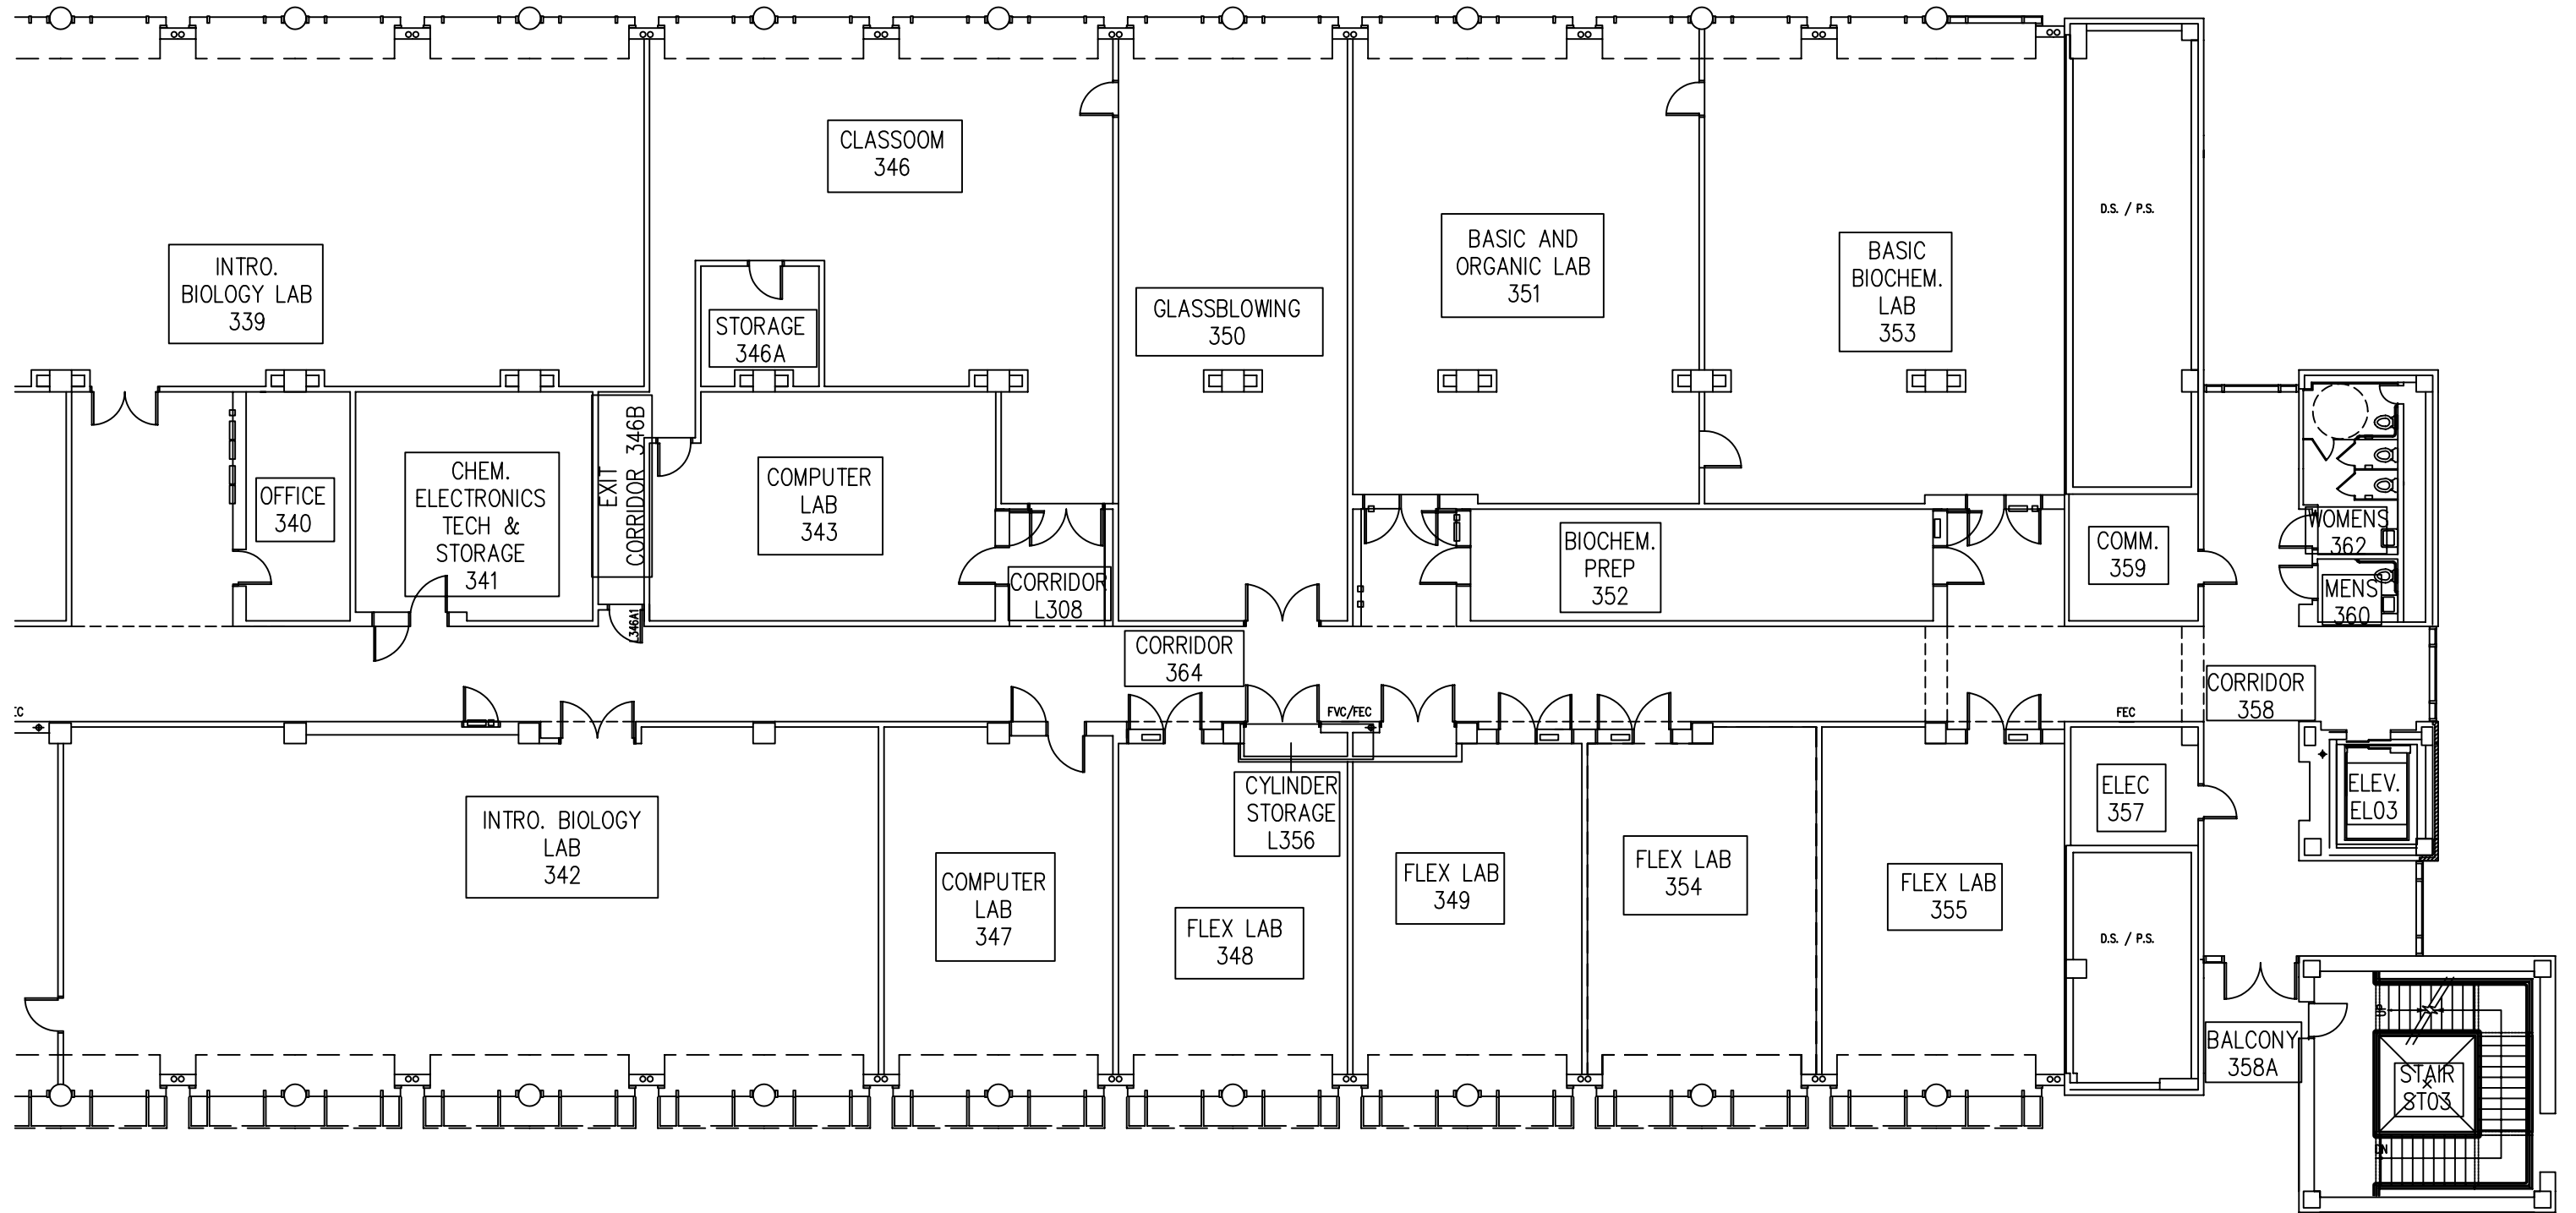 CLASSOOM
346
D.S. / P.S.
INTRO.
BIOLOGY LAB
339
STORAGE
346A
GLASSBLOWING
350
BASIC AND
ORGANIC LAB
351
BASIC
BIOCHEM.
LAB
353
OFFICE
340
CHEM.
ELECTRONICS
TECH &
STORAGE
341
EXIT
CORRIDOR 346B
L346A1
COMPUTER
LAB
343
CORRIDOR
L308
BIOCHEM.
PREP
352
COMM.
359
WOMENS
362
MENS
360
CORRIDOR
364
CORRIDOR
358
FVC/FEC
FEC
INTRO. BIOLOGY
LAB
342
COMPUTER
LAB
347
FLEX LAB
348
CYLINDER
STORAGE
L356
FLEX LAB
349
FLEX LAB
354
FLEX LAB
355
ELEC
357
ELEV.
EL03
D.S. / P.S.
BALCONY
358A
UP
STAIR
ST03
DN